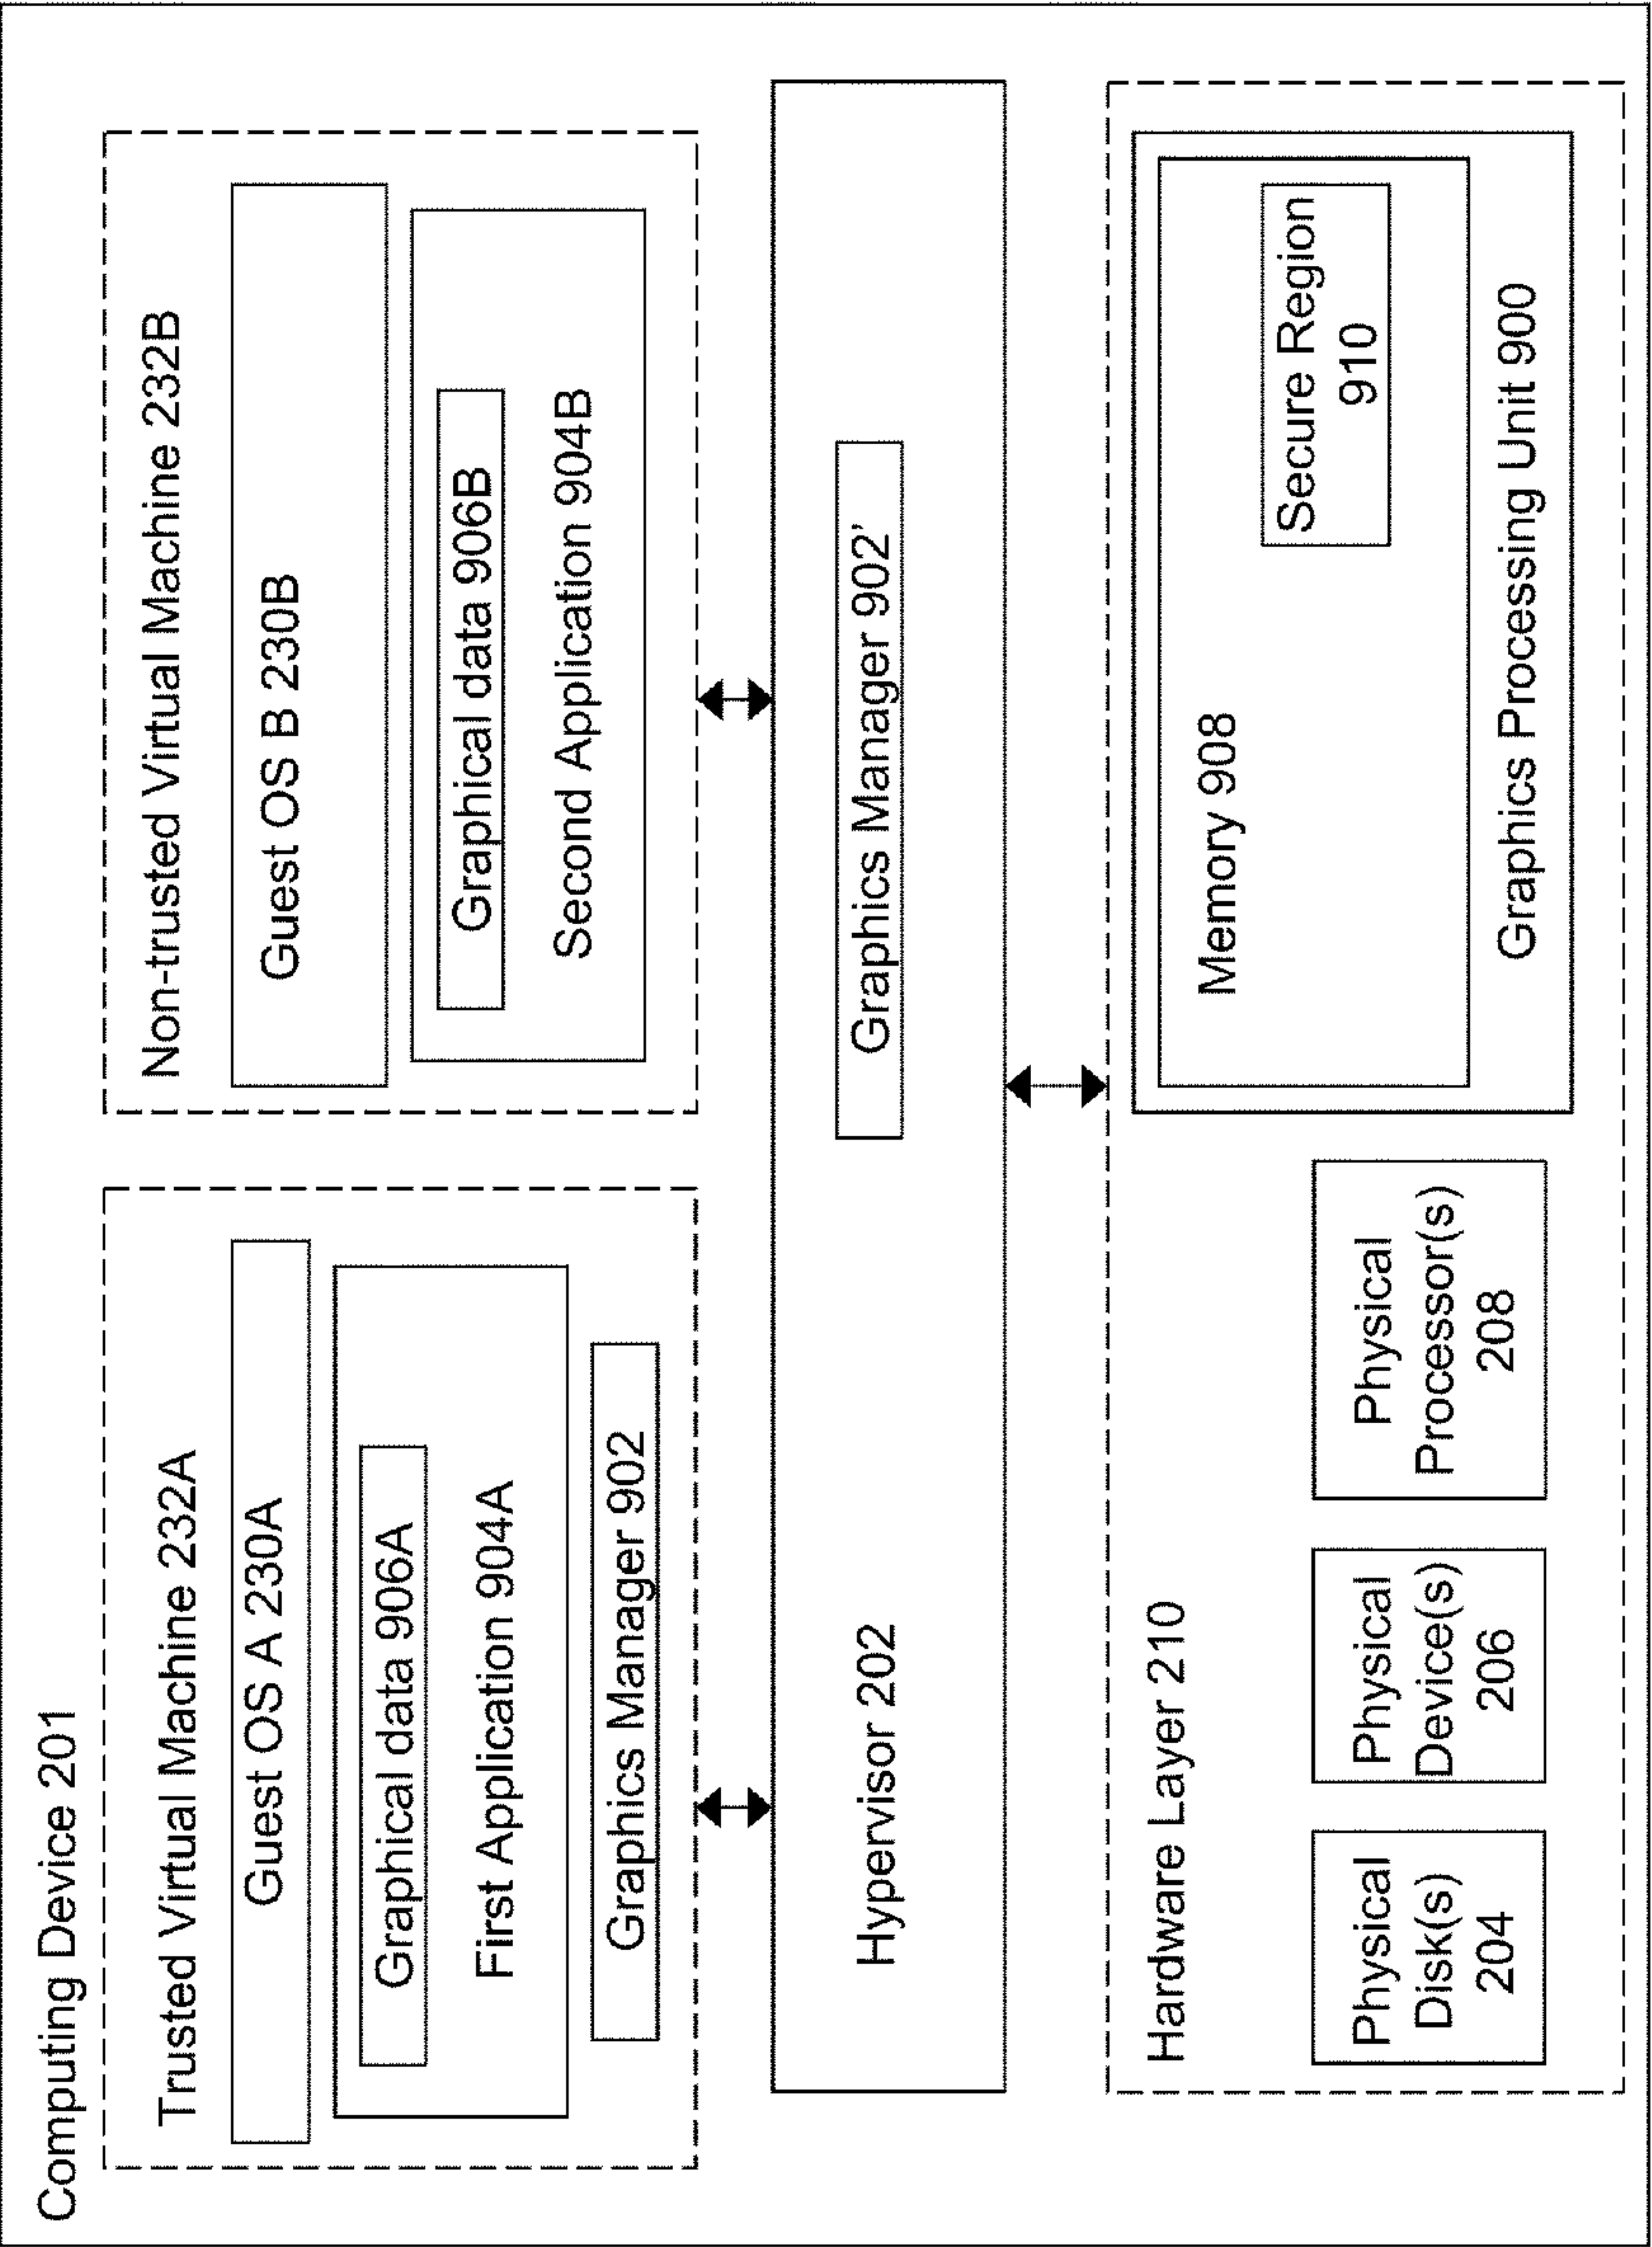 Computing Device 201
Trusted Virtual Machine 232A
Guest OS A 230A
Graphical data 906A
First Application 904A
Graphics Manager 902
Non-trusted Virtual Machine 232B
Guest OS B 230B
Graphical data 906B
Second Application 904B
Hypervisor 202
Graphics Manager 902’
Hardware Layer 210
Physical
Disk(s)
204
Physical
Device(s)
206
Physical
Processor(s)
208
Memory 908
Secure Region
910
Graphics Processing Unit 900